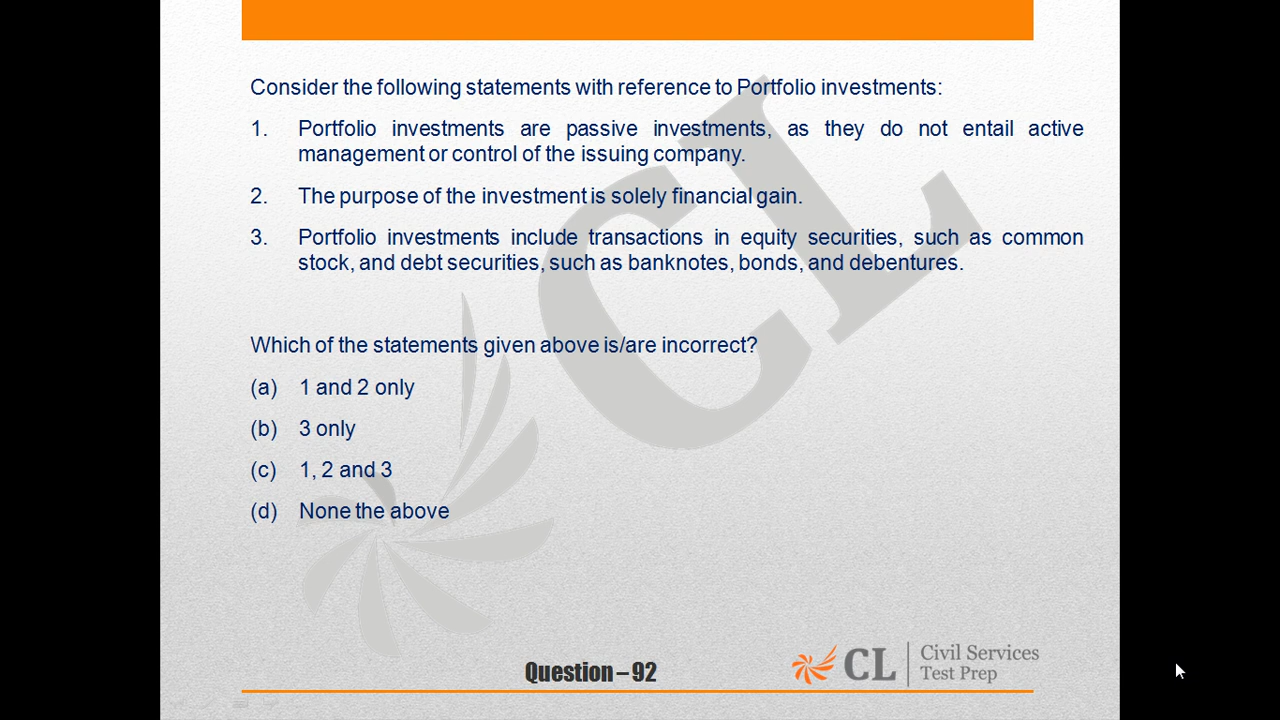 Consider the following statements with reference to Portfolio investments:
1. Portfolio investments are passive investments, as they do not entail active
management or control of the issuing company.
2. The purpose of the investment is solely financial gain.
3. Portfolio investments include transactions in equity securities, such as common
stock, and debt securities, such as banknotes, bonds, and debentures.
Which of the statements given above is/are incorrect?
(a) 1 and 2 only
(b) 3 only
(c) 1, 2 and 3
(d) None the above
CL
Question – 92
CL Civil Services
Test Prep